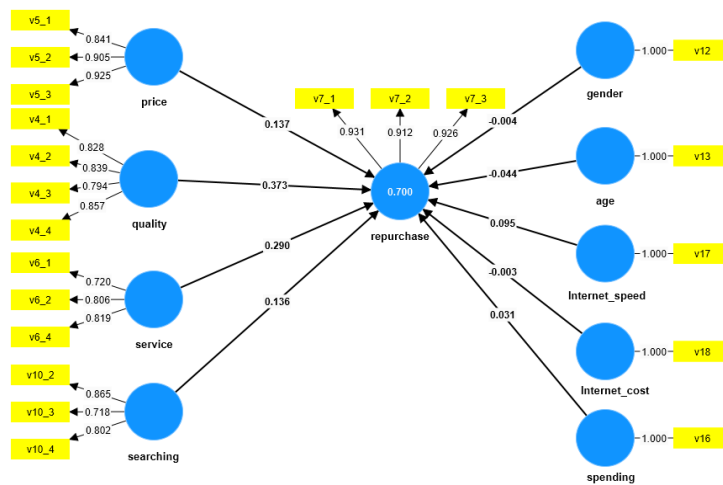 v5_1
0.841
v5_2
0.905
v5_3
0.925
price
v4_1
0.828
v4_2
0.839
v4_3
0.794
v4_4
0.857
quality
v6_1
0.720
v6_2
0.806
v6_4
0.819
service
v10_2
0.865
v10_3
0.718
v10_4
0.802
searching
0.137
0.373
0.290
0.136
v7_1
v7_2
v7_3
0.931
0.912
0.926
0.700
repurchase
-0.004
-0.044
0.095
-0.003
0.031
gender
1.000
v12
age
1.000
v13
Internet_speed
1.000
v17
Internet_cost
1.000
v18
spending
1.000
v16